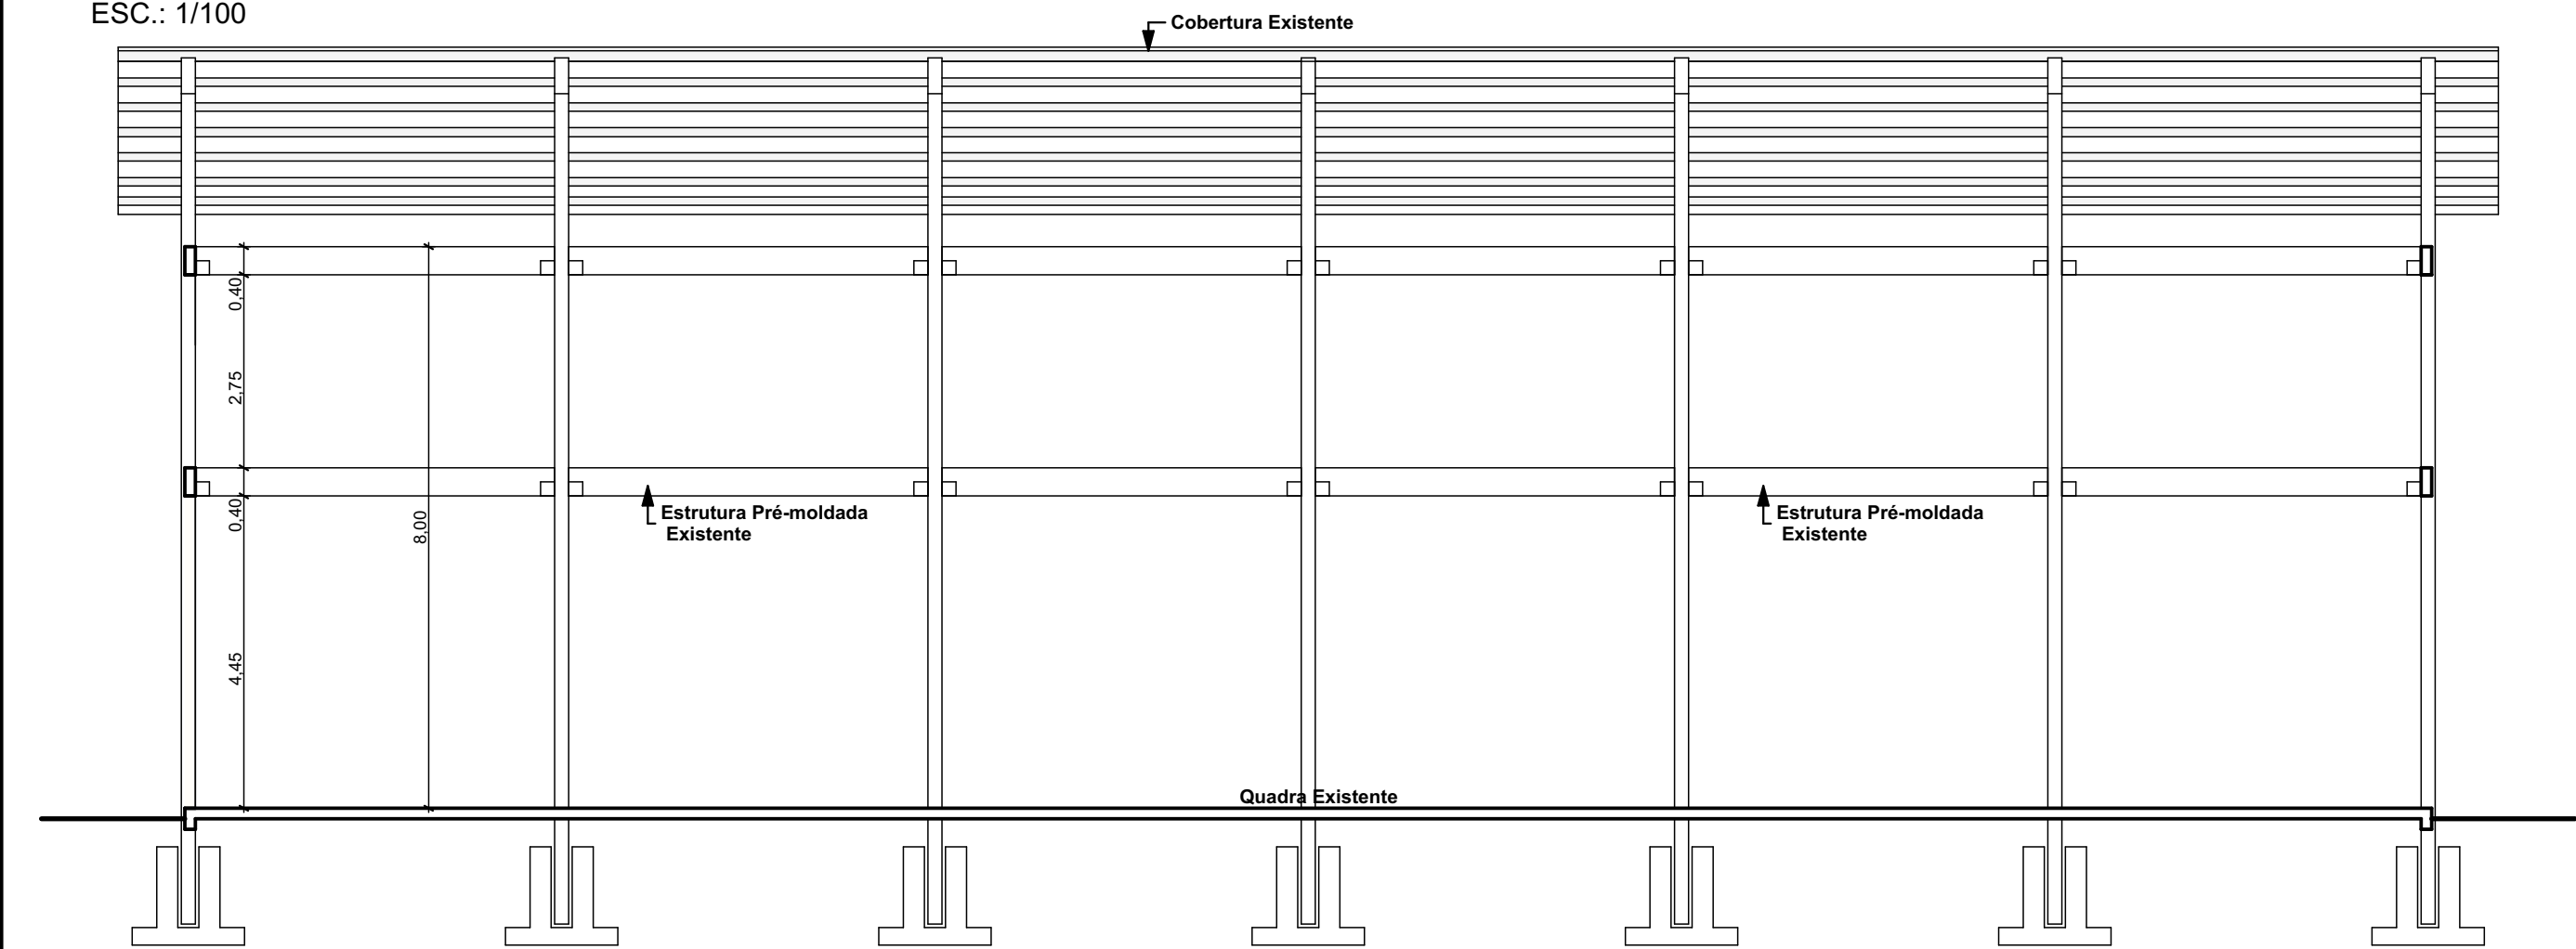 ESC.: 1/100
Cobertura Existente
0,40
2,75
0,40
8,00
Estrutura Pré-moldada
Existente
Estrutura Pré-moldada
Existente
4,45
Quadra Existente